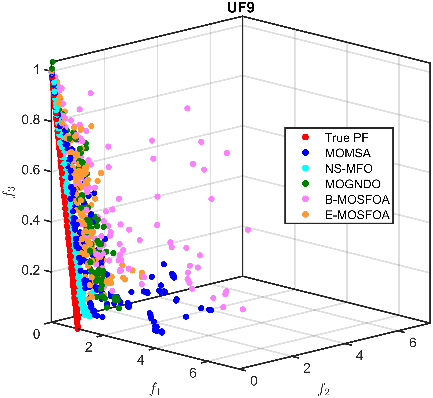 UF9
1
0.8
0.6
0.4
0.2
0
f3
True PF
MOMSA
NS-MFO
MOGNDO
B-MOSFOA
E-MOSFOA
2
4
6
f1
0
2
4
6
f2